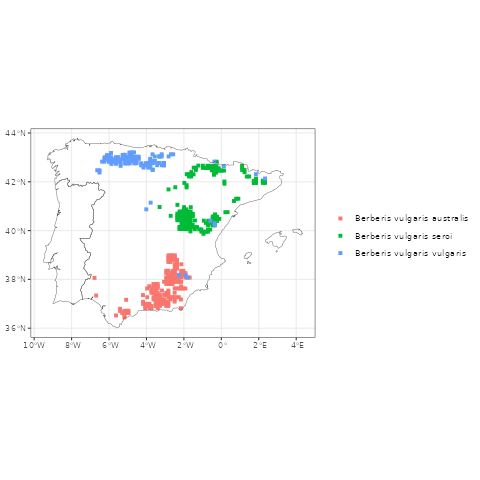 44°N
42°N
40°N
38°N
36°N
10°W 8°W 6°W 4°W 2°W 0° 2°E 4°E
Berberis vulgaris australis
Berberis vulgaris seroi
Berberis vulgaris vulgaris